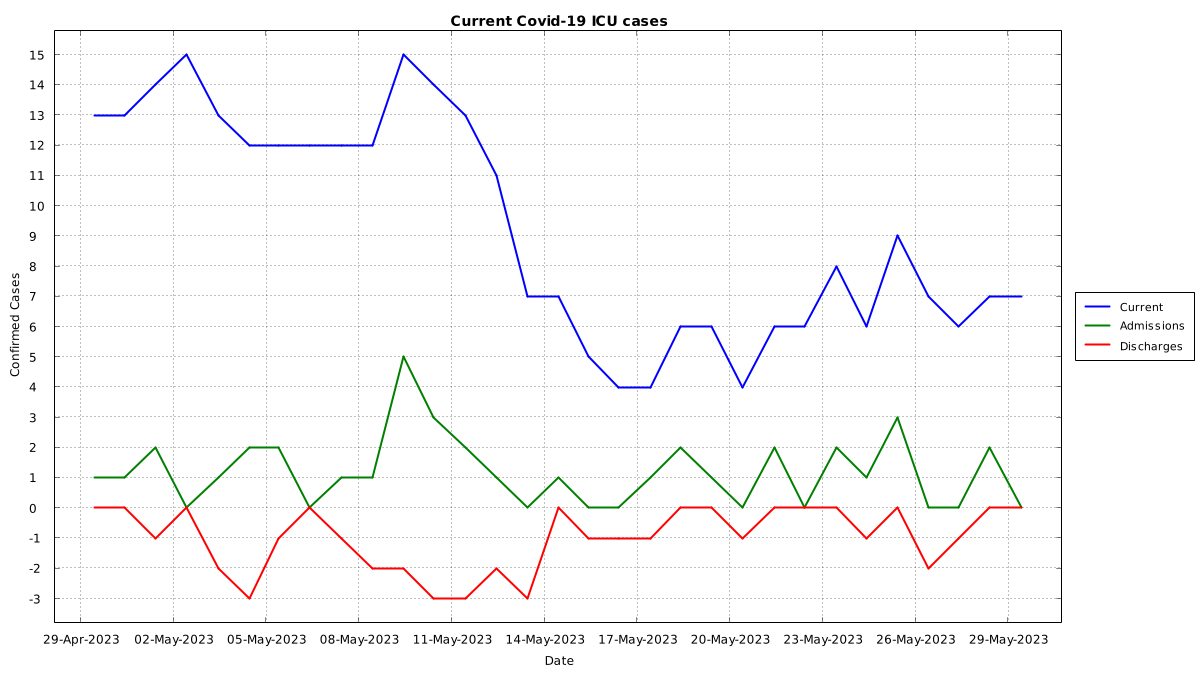 Current Covid-19 ICU cases
15
14
13
12
11
10
9
8
7
6
5
4
3
2
1
0
-1
-2
-3
Confirmed Cases
29-Apr-2023 02-May-2023 05-May-2023 08-May-2023 11-May-2023 14-May-2023 17-May-2023 20-May-2023 23-May-2023 26-May-2023 29-May-2023
Date
Current
Admissions
Discharges